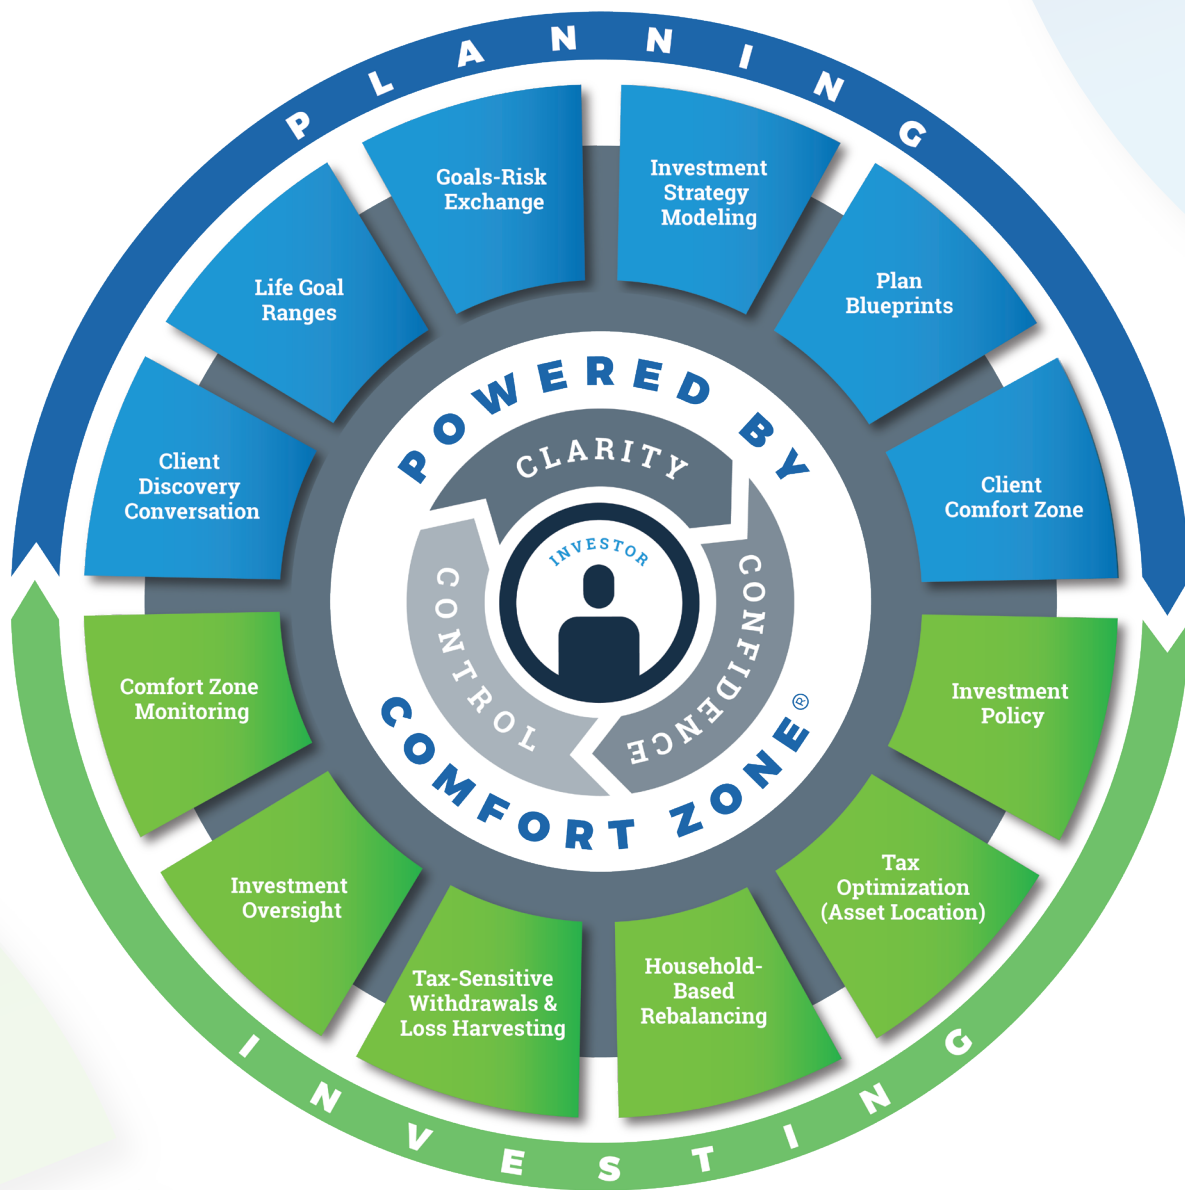 PLANNING
Goals-Risk
Exchange
Investment
Strategy
Modeling
Life Goal
Ranges
Plan
Blueprints
Client
Discovery
Conversation
Client
Comfort Zone
POWERED BY
CLARITY
INVESTOR
CONFIDENCE
CONTROL
COMFORT ZONE®
Comfort Zone
Monitoring
Investment
Policy
Investment
Oversight
Tax
Optimization
(Asset Location)
Tax-Sensitive
Withdrawals &
Loss Harvesting
Household-
Based
Rebalancing
INVESTING